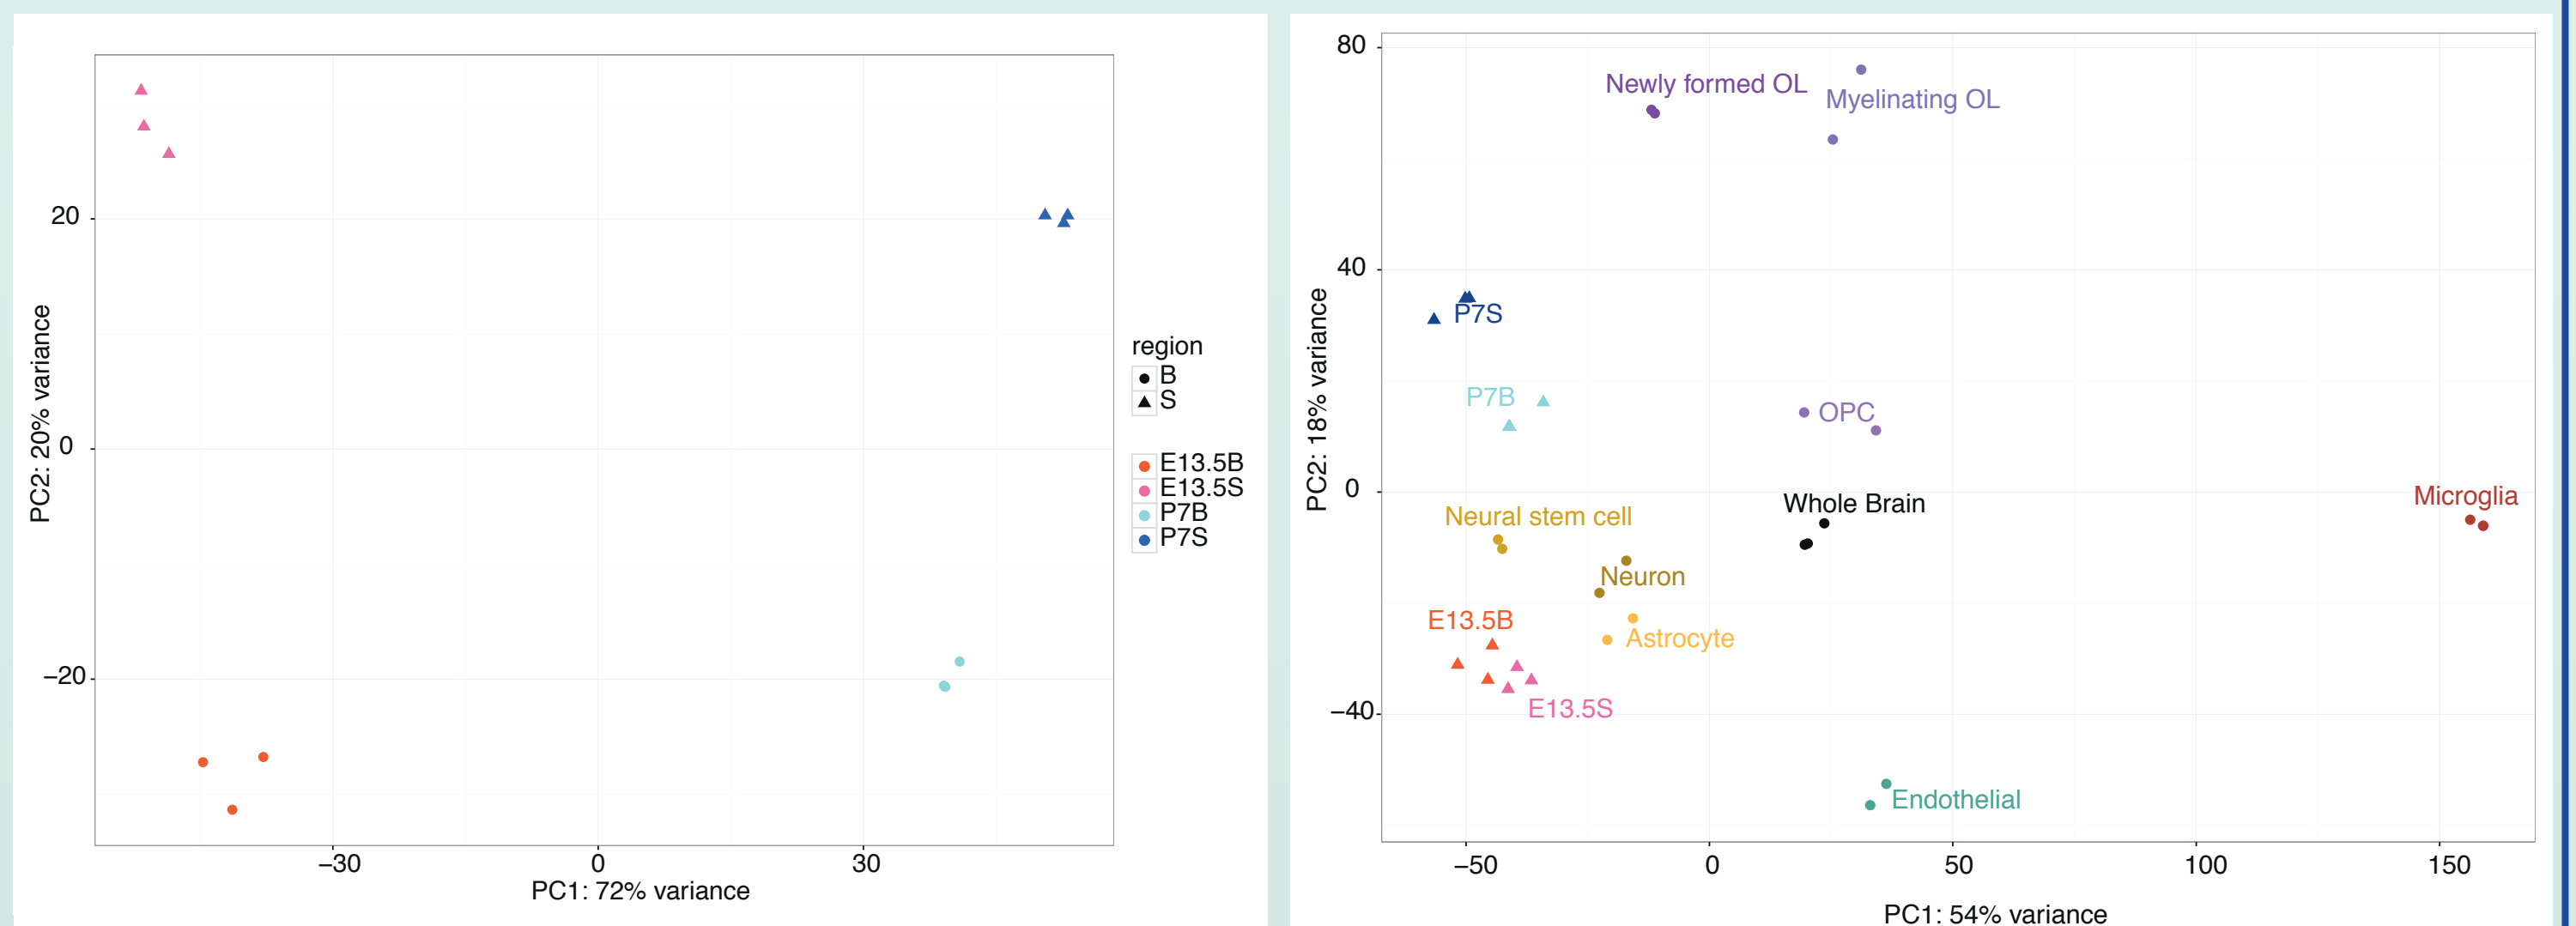 20
0
−20
−30
0
30
PC2: 20% variance
PC1: 72% variance
region
B
S
E13.5B
E13.5S
P7B
P7S
80
40
0
−40
−50
0
50
100
150
PC2: 18% variance
PC1: 54% variance
Newly formed OL
Myelinating OL
P7S
P7B
OPC
Whole Brain
Microglia
Neural stem cell
Neuron
E13.5B
Astrocyte
E13.5S
Endothelial